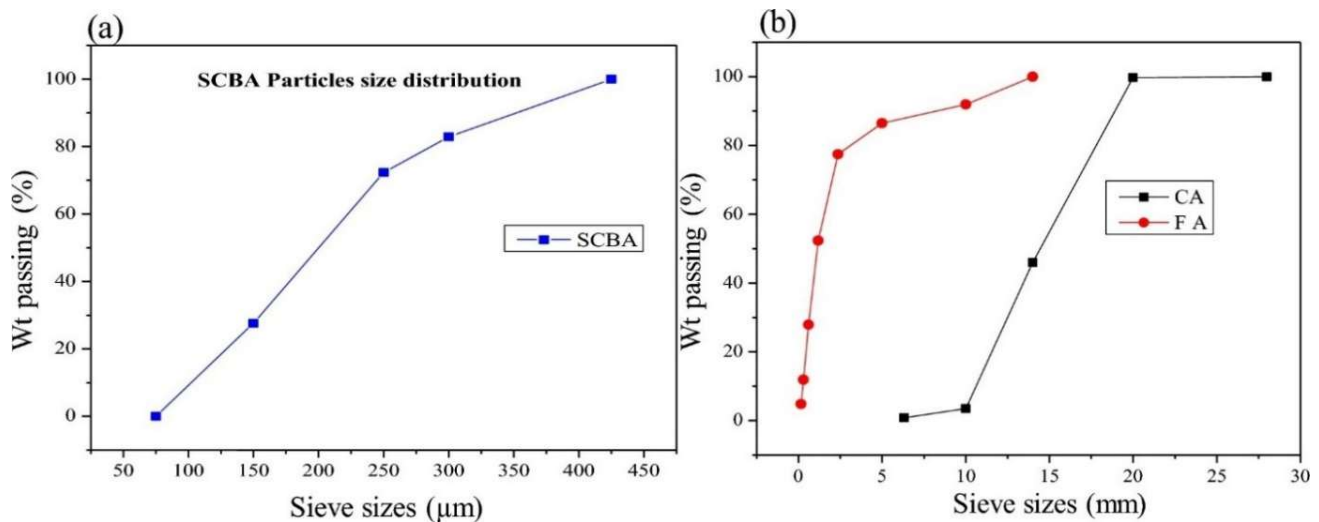 (a)
SCBA Particles size distribution
100
80
60
40
20
0
Wt passing (%)
SCBA
50 100 150 200 250 300 350 400 450
Sieve sizes (µm)
(b)
100
80
60
40
20
0
Wt passing (%)
CA
F A
0 5 10 15 20 25 30
Sieve sizes (mm)